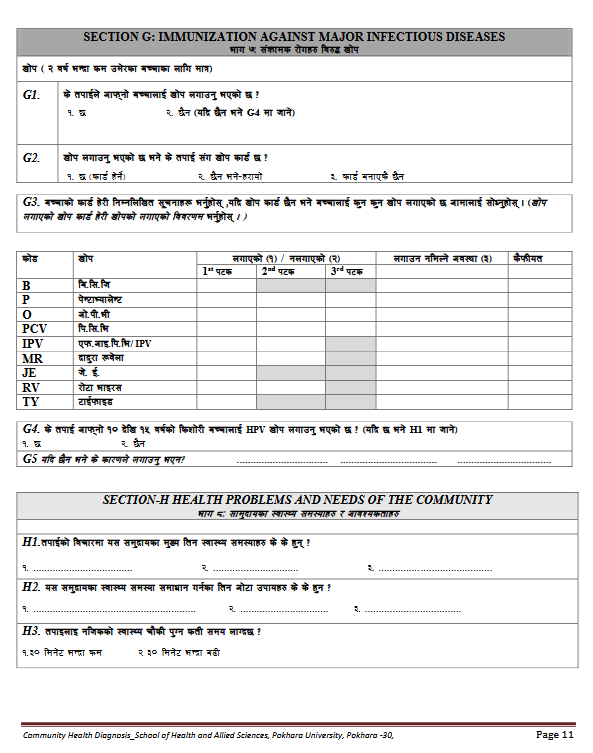 SECTION G: IMMUNIZATION AGAINST MAJOR INFECTIOUS DISEASES
भाग ७: संक्रामक रोगहरु बिरुद्ध खोप
खोप ( २ वर्ष भन्दा कम उमेरका बच्चाका लागि मात्र)
G1. के तपाईले आफ्नो बच्चालाई खोप लगाउनु भएको छ ?
१. छ २. छैन (यदि छैन भने G4 मा जाने)
G2. खोप लगाउनु भएको छ भने के तपाई संग खोप कार्ड छ ?
१. छ (कार्ड हेर्ने) २. छैन भने-हरायो ३. कार्ड बनाएकै छैन
G3. बच्चाको कार्ड हेरी निम्नलिखित सूचनाहरू भर्नुहोस् ,यदि खोप कार्ड छैन भने बच्चालाई कुन कुन खोप लगाएको छ आमालाई सोध्नुहोस् । (खोप
लगाएको खोप कार्ड हेरी खोपको लगाएको विवरणम भर्नुहोस् । )
कोड खोप लगाएको (१) / नलगाएको (२) लगाउन नमिल्ने अवस्था (३) कैफीयत
1st पटक 2nd पटक 3rd पटक
B बि.सि.जि
P पेन्टाभ्यालेन्ट
O ओ.पी.भी
PCV पि.सि.भि
IPV एफ.आइ.पि.भि/ IPV
MR दादुरा रूवेला
JE जे. ई.
RV रोटा भाइरस
TY टाईफाइड
G4. के तपाई आफ्नो १० देखि १५ वर्षको किशोरी बच्चालाई HPV खोप लगाउनु भएको छ ? (यदि छ भने H1 मा जाने)
१. छ २. छैन
G5 यदि छैन भने के कारणले लगाउनु भएन? .................................. .................................. ..................................
SECTION-H HEALTH PROBLEMS AND NEEDS OF THE COMMUNITY
भाग ८: सामुदायका स्वास्थ्य समस्याहरु र आवश्यकताहरु
H1.तपाईको बिचारमा यस समुदायका मुख्य तिन स्वास्थ्य समस्याहरु के के हुन् ?
१. .................................... २. ............................... ३. .........................................
H2. यस समुदायका स्वास्थ्य समस्या समाधान गर्नका तिन ओटा उपायहरु के के हुन ?
१. ........................................................... २. ................................ ३. ...................................
H3. तपाइलाइ नजिकको स्वास्थ्य चौकी पुग्न कती समय लाग्दछ ?
१.३० मिनेट भन्दा कम २.३० मिनेट भन्दा बढी
Community Health Diagnosis_School of Health and Allied Sciences, Pokhara University, Pokhara -30, Page 11